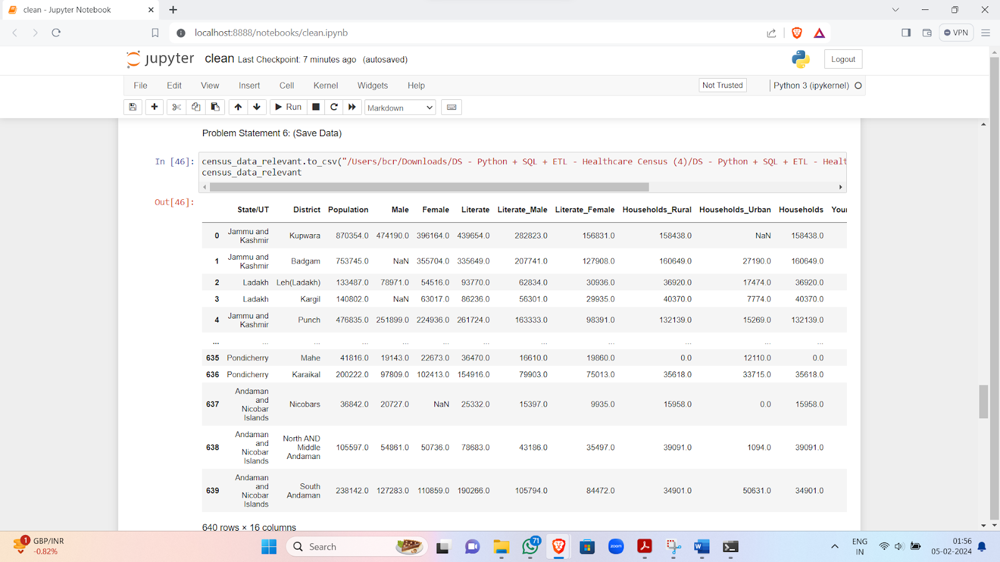 clean - Jupyter Notebook
localhost:8888/notebooks/clean.ipynb
VPN
jupyter clean Last Checkpoint: 7 minutes ago (autosaved)
Logout
File Edit View Insert Cell Kernel Widgets Help
Not Trusted
Python 3 (ipykernel)
Run
Markdown
Problem Statement 6: (Save Data)
In [46]: census_data_relevant.to_csv("/Users/bcr/Downloads/DS - Python + SQL + ETL - Healthcare Census (4)/DS - Python + SQL + ETL - Healt
census_data_relevant
Out[46]:
State/UT District Population Male Female Literate Literate_Male Literate_Female Households_Rural Households_Urban Households Your
0 Jammu and Kashmir Kupwara 870354.0 474190.0 396164.0 439654.0 282823.0 156831.0 158438.0 NaN 158438.0
1 Jammu and Kashmir Badgam 753745.0 NaN 355704.0 335649.0 207741.0 127908.0 160649.0 27190.0 160649.0
2 Ladakh Leh(Ladakh) 133487.0 78971.0 54516.0 93770.0 62834.0 30936.0 36920.0 17474.0 36920.0
3 Ladakh Kargil 140802.0 NaN 63017.0 86236.0 56301.0 29935.0 40370.0 7774.0 40370.0
4 Jammu and Kashmir Punch 476835.0 251899.0 224936.0 261724.0 163333.0 98391.0 132139.0 15269.0 132139.0
... ... ... ... ... ... ... ... ... ... ... ...
635 Pondicherry Mahe 41816.0 19143.0 22673.0 36470.0 16610.0 19860.0 0.0 12110.0 0.0
636 Pondicherry Karaikal 200222.0 97809.0 102413.0 154916.0 79903.0 75013.0 35618.0 33715.0 35618.0
637 Andaman and Nicobar Islands Nicobars 36842.0 20727.0 NaN 25332.0 15397.0 9935.0 15958.0 0.0 15958.0
638 Andaman and Nicobar Islands North AND Middle Andaman 105597.0 54861.0 50736.0 78683.0 43186.0 35497.0 39091.0 1094.0 39091.0
639 Andaman and Nicobar Islands South Andaman 238142.0 127283.0 110859.0 190266.0 105794.0 84472.0 34901.0 50631.0 34901.0
640 rows × 16 columns
1
GBP/INR
-0.82%
Search
71
zoom
W
ENG
IN
01:56
05-02-2024